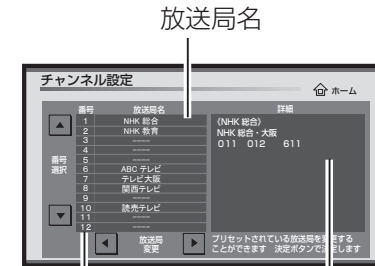 放送局名
チャンネル設定
ホーム
番号 放送局名 詳細
1 NHK 総合 《NHK 総合》
2 NHK 教育 NHK 総合・大阪
3 ---- 011 012 611
4 ----
5 ----
番号
選択
6 ABC テレビ
7 テレビ大阪
8 関西テレビ
9 ----
10 読売テレビ
11 ----
12 ----
放送局
変更
プリセットされている放送局を変更する
ことができます 決定ボタンで決定します